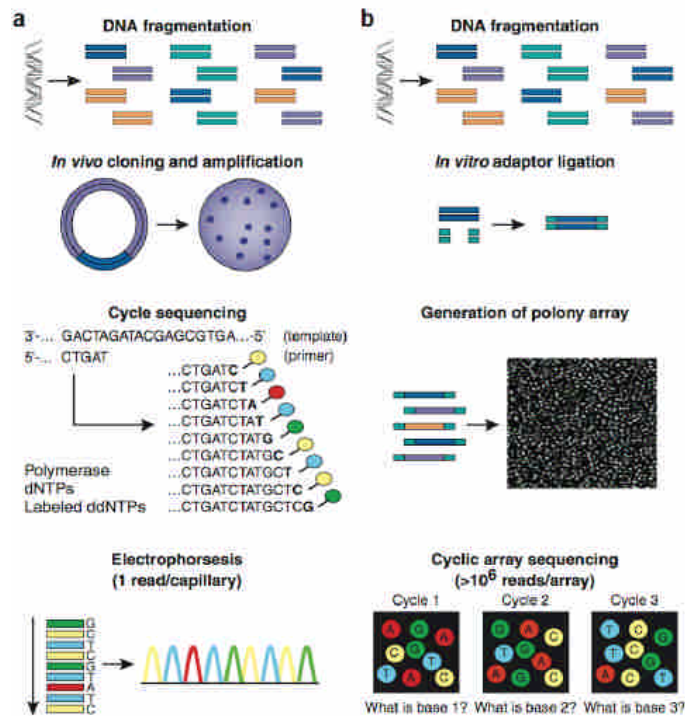 a
DNA fragmentation
In vivo cloning and amplification
Cycle sequencing
3'-... GACTAGATACGAGCGTGA...-5' (template)
5'-... CTGAT (primer)
...CTGATC
...CTGATCT
...CTGATCTA
...CTGATCTAT
...CTGATCTATG
...CTGATCTATGC
...CTGATCTATGCT
...CTGATCTATGCTC
...CTGATCTATGCTCG
Polymerase
dNTPs
Labeled ddNTPs
Electrophorsesis
(1 read/capillary)
G
C
T
C
G
T
A
T
C
b
DNA fragmentation
In vitro adaptor ligation
Generation of polony array
Cyclic array sequencing
(>10⁶ reads/array)
Cycle 1 Cycle 2 Cycle 3
A G A
C G
T C T
T A C
G A C
T G
G A C
A G T
T C
T C G
T C
A C G
What is base 1? What is base 2? What is base 3?